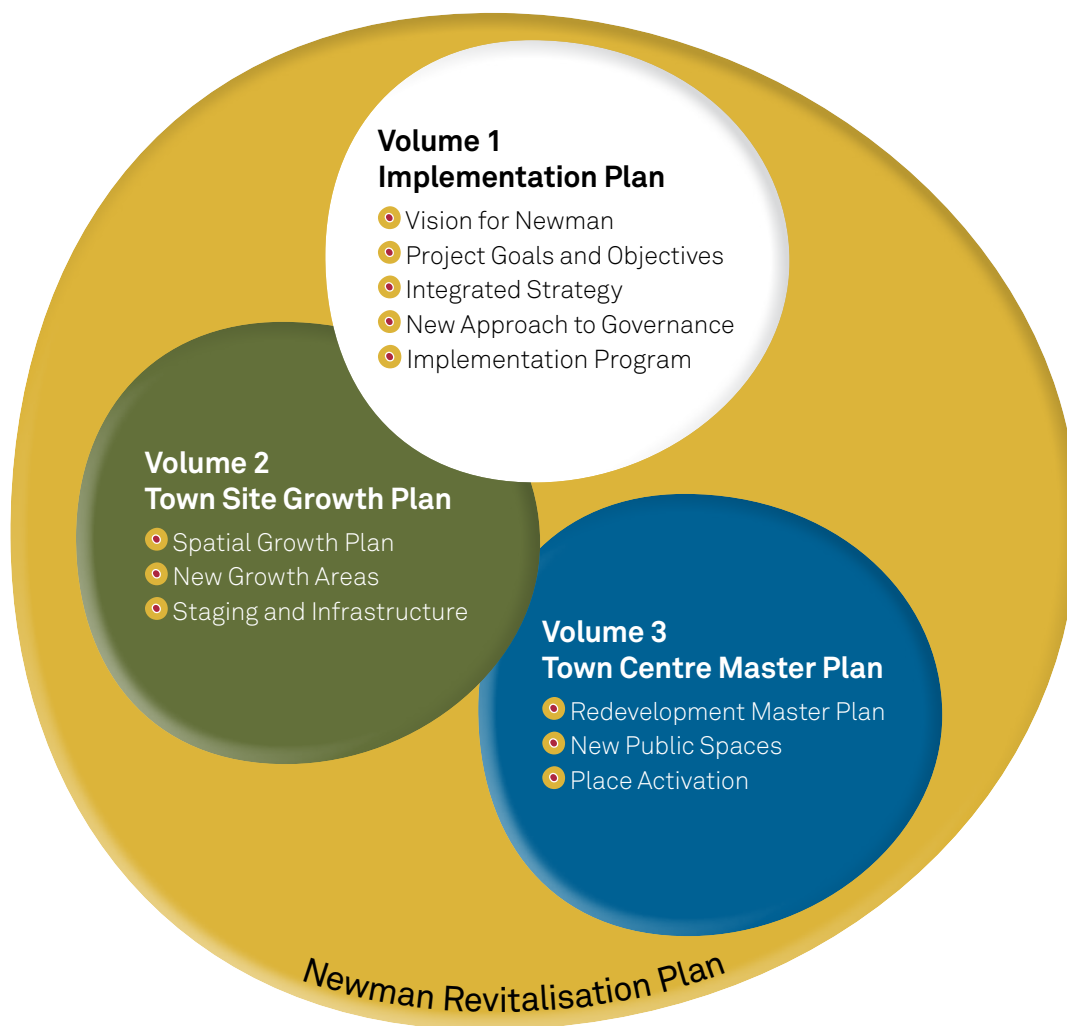 Volume 1
Implementation Plan
Vision for Newman
Project Goals and Objectives
Integrated Strategy
New Approach to Governance
Implementation Program
Volume 2
Town Site Growth Plan
Spatial Growth Plan
New Growth Areas
Staging and Infrastructure
Volume 3
Town Centre Master Plan
Redevelopment Master Plan
New Public Spaces
Place Activation
Newman Revitalisation Plan